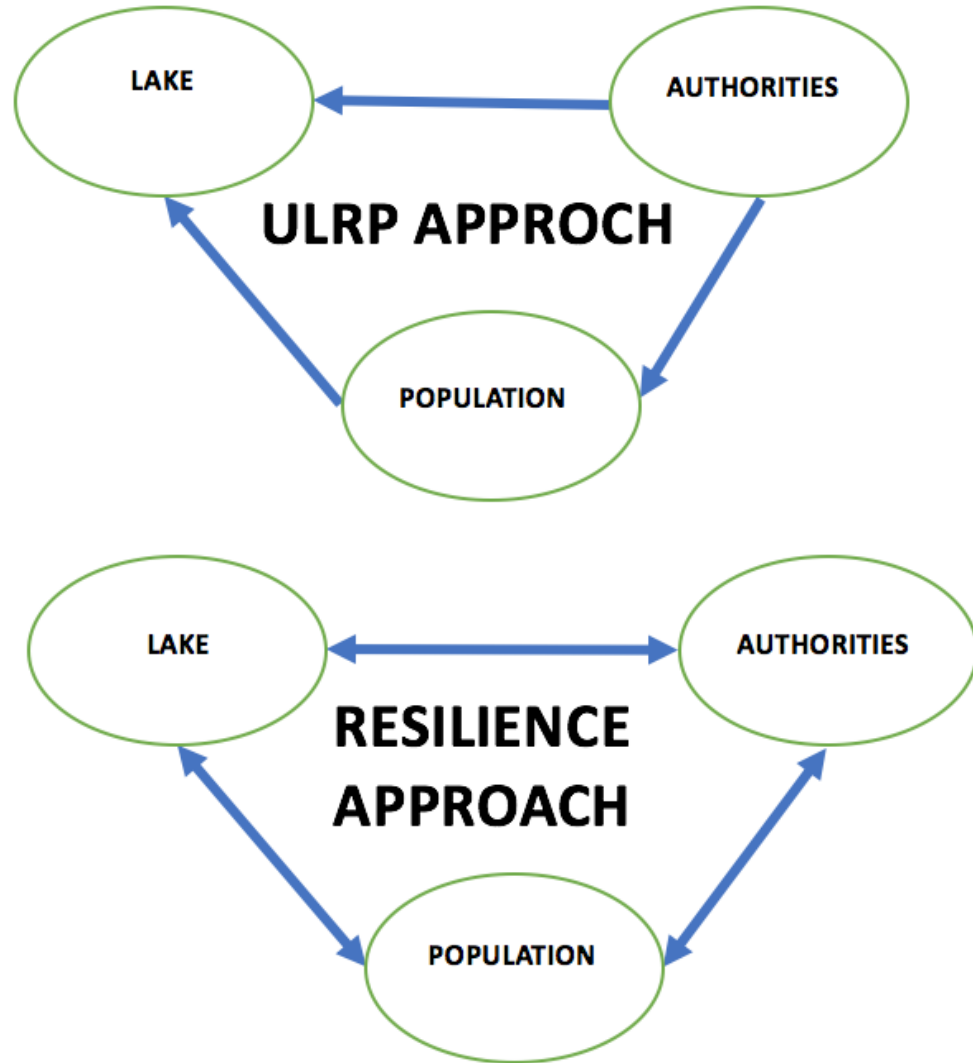 LAKE
AUTHORITIES
ULRP APPROCH
POPULATION
LAKE
AUTHORITIES
RESILIENCE
APPROACH
POPULATION